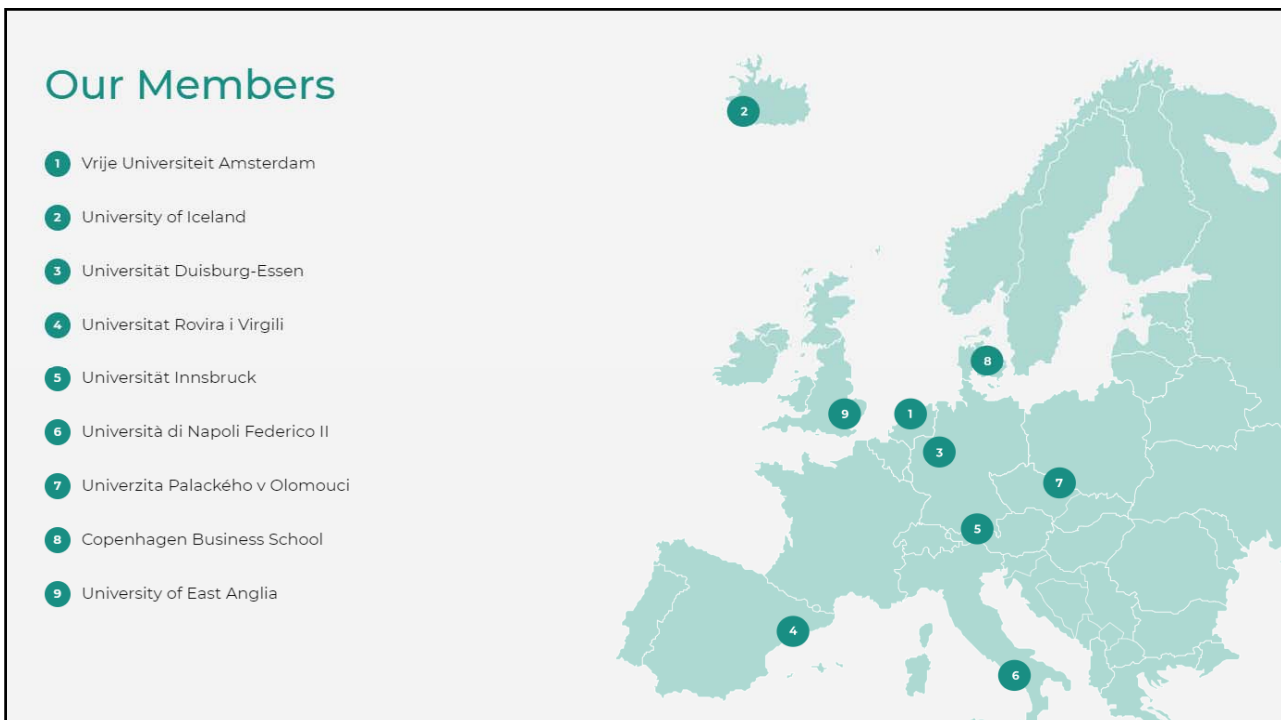 Our Members
1 Vrije Universiteit Amsterdam
2 University of Iceland
3 Universität Duisburg-Essen
4 Universitat Rovira i Virgili
5 Universität Innsbruck
6 Università di Napoli Federico II
7 Univerzita Palackého v Olomouci
8 Copenhagen Business School
9 University of East Anglia
2
8
9
1
3
7
5
4
6